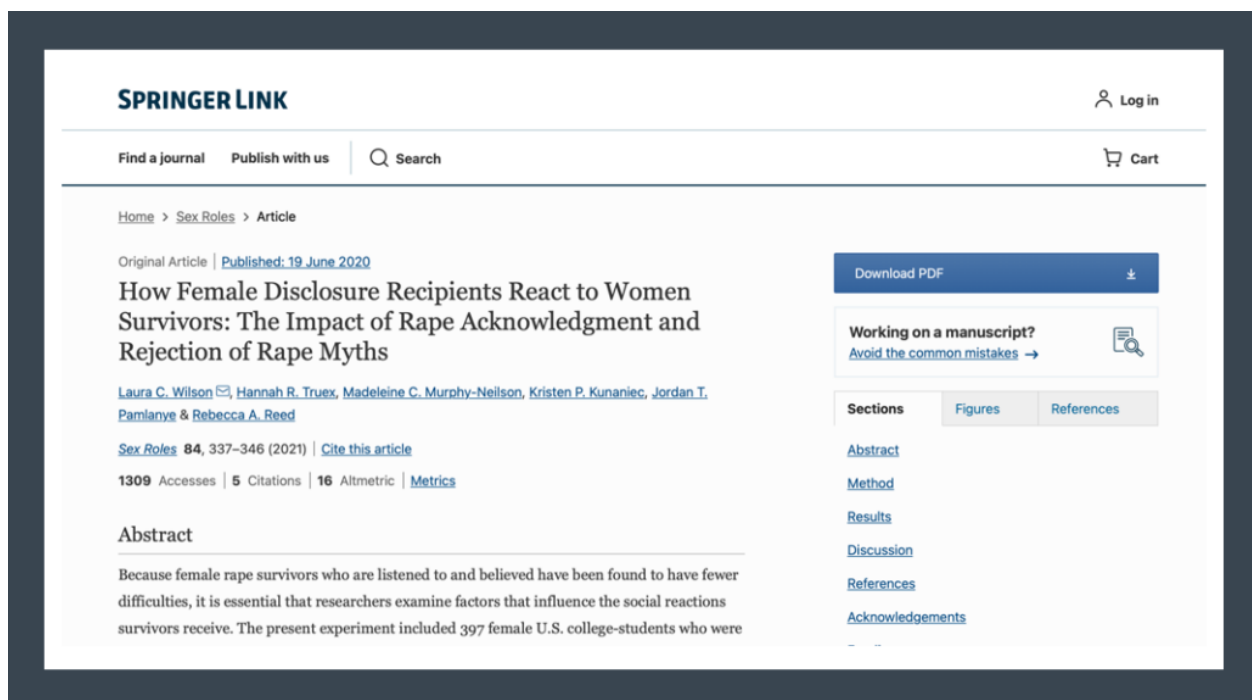 SPRINGER LINK
Log in
Find a journal
Publish with us
Search
Cart
Home > Sex Roles > Article
Original Article | Published: 19 June 2020
How Female Disclosure Recipients React to Women
Survivors: The Impact of Rape Acknowledgment and
Rejection of Rape Myths
Laura C. Wilson, Hannah R. Truex, Madeleine C. Murphy-Neilson, Kristen P. Kunaniec, Jordan T.
Pamlanye & Rebecca A. Reed
Sex Roles 84, 337–346 (2021) | Cite this article
1309 Accesses | 5 Citations | 16 Altmetric | Metrics
Abstract
Because female rape survivors who are listened to and believed have been found to have fewer
difficulties, it is essential that researchers examine factors that influence the social reactions
survivors receive. The present experiment included 397 female U.S. college-students who were
Download PDF
Working on a manuscript?
Avoid the common mistakes →
Sections
Figures
References
Abstract
Method
Results
Discussion
References
Acknowledgements